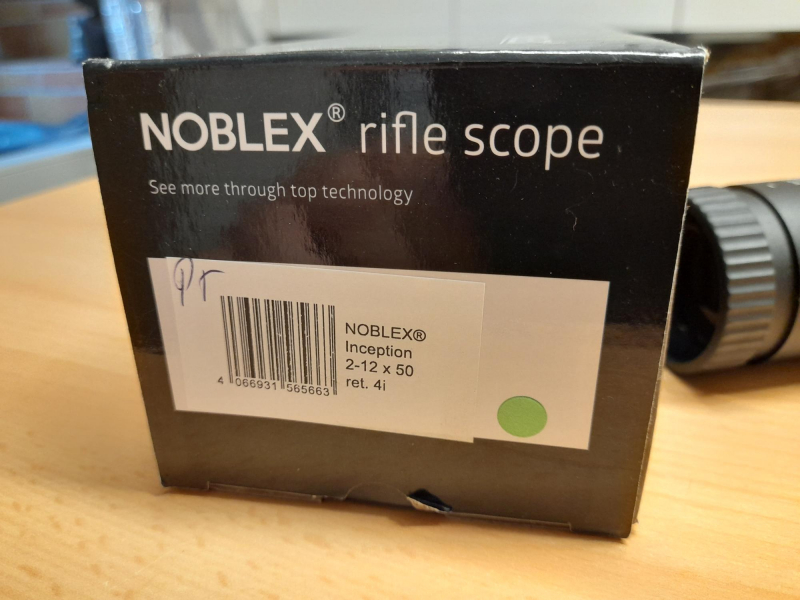 NOBLEX® rifle scope
See more through top technology
NOBLEX®
Inception
2-12 x 50
ret. 4i
4 066931 565663